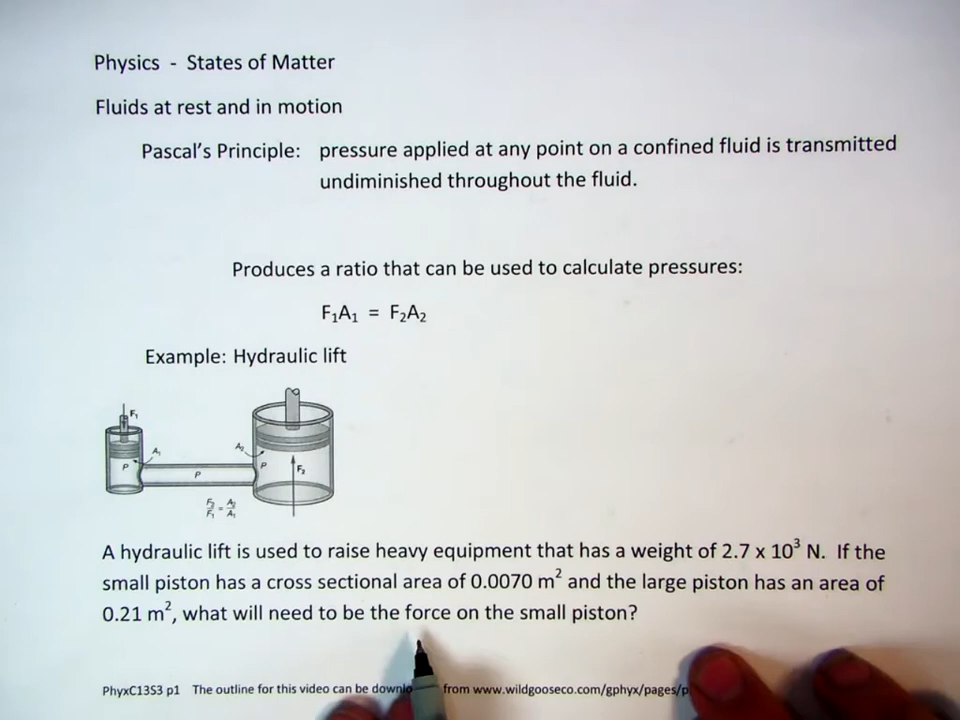 Physics - States of Matter
Fluids at rest and in motion
Pascal's Principle: pressure applied at any point on a confined fluid is transmitted
undiminished throughout the fluid.
Produces a ratio that can be used to calculate pressures:
F₁A₁ = F₂A₂
Example: Hydraulic lift
F₁
A₁ A₂
P P P F₂
F₂/F₁ = A₂/A₁
A hydraulic lift is used to raise heavy equipment that has a weight of 2.7 x 10³ N. If the
small piston has a cross sectional area of 0.0070 m² and the large piston has an area of
0.21 m², what will need to be the force on the small piston?
PhyxC13S3 p1 The outline for this video can be from www.wildgooseco.com/gphyx/pages/p